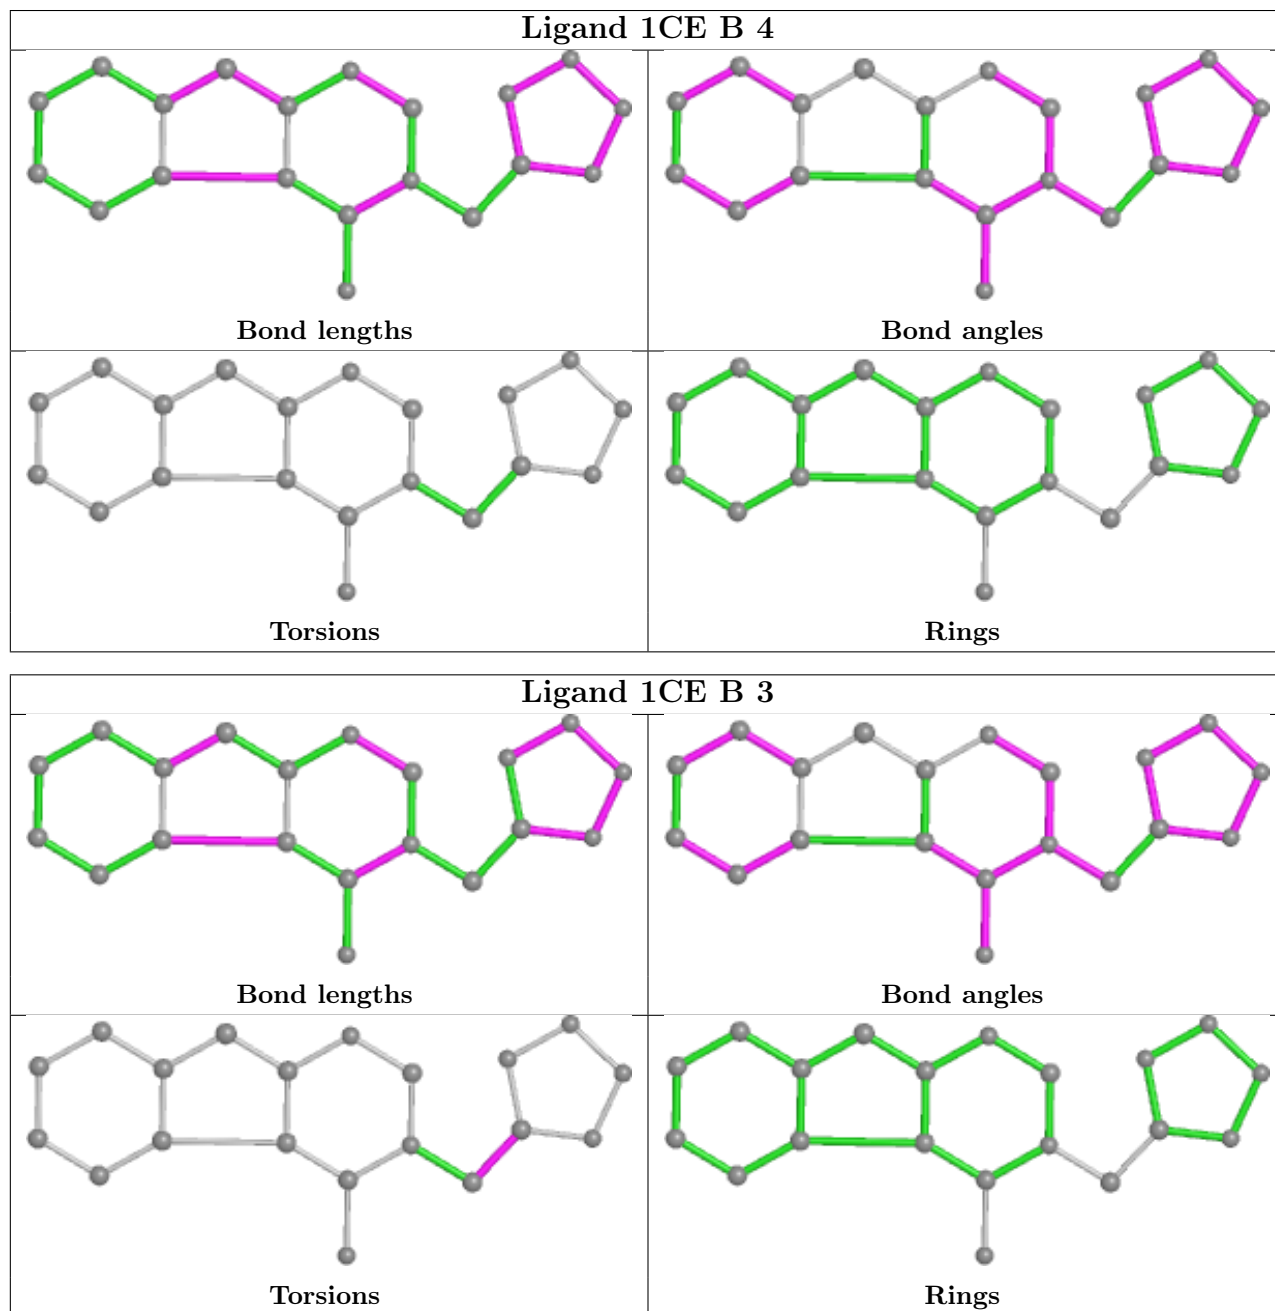 Ligand 1CE B 4
Bond lengths
Bond angles
Torsions
Rings
Ligand 1CE B 3
Bond lengths
Bond angles
Torsions
Rings